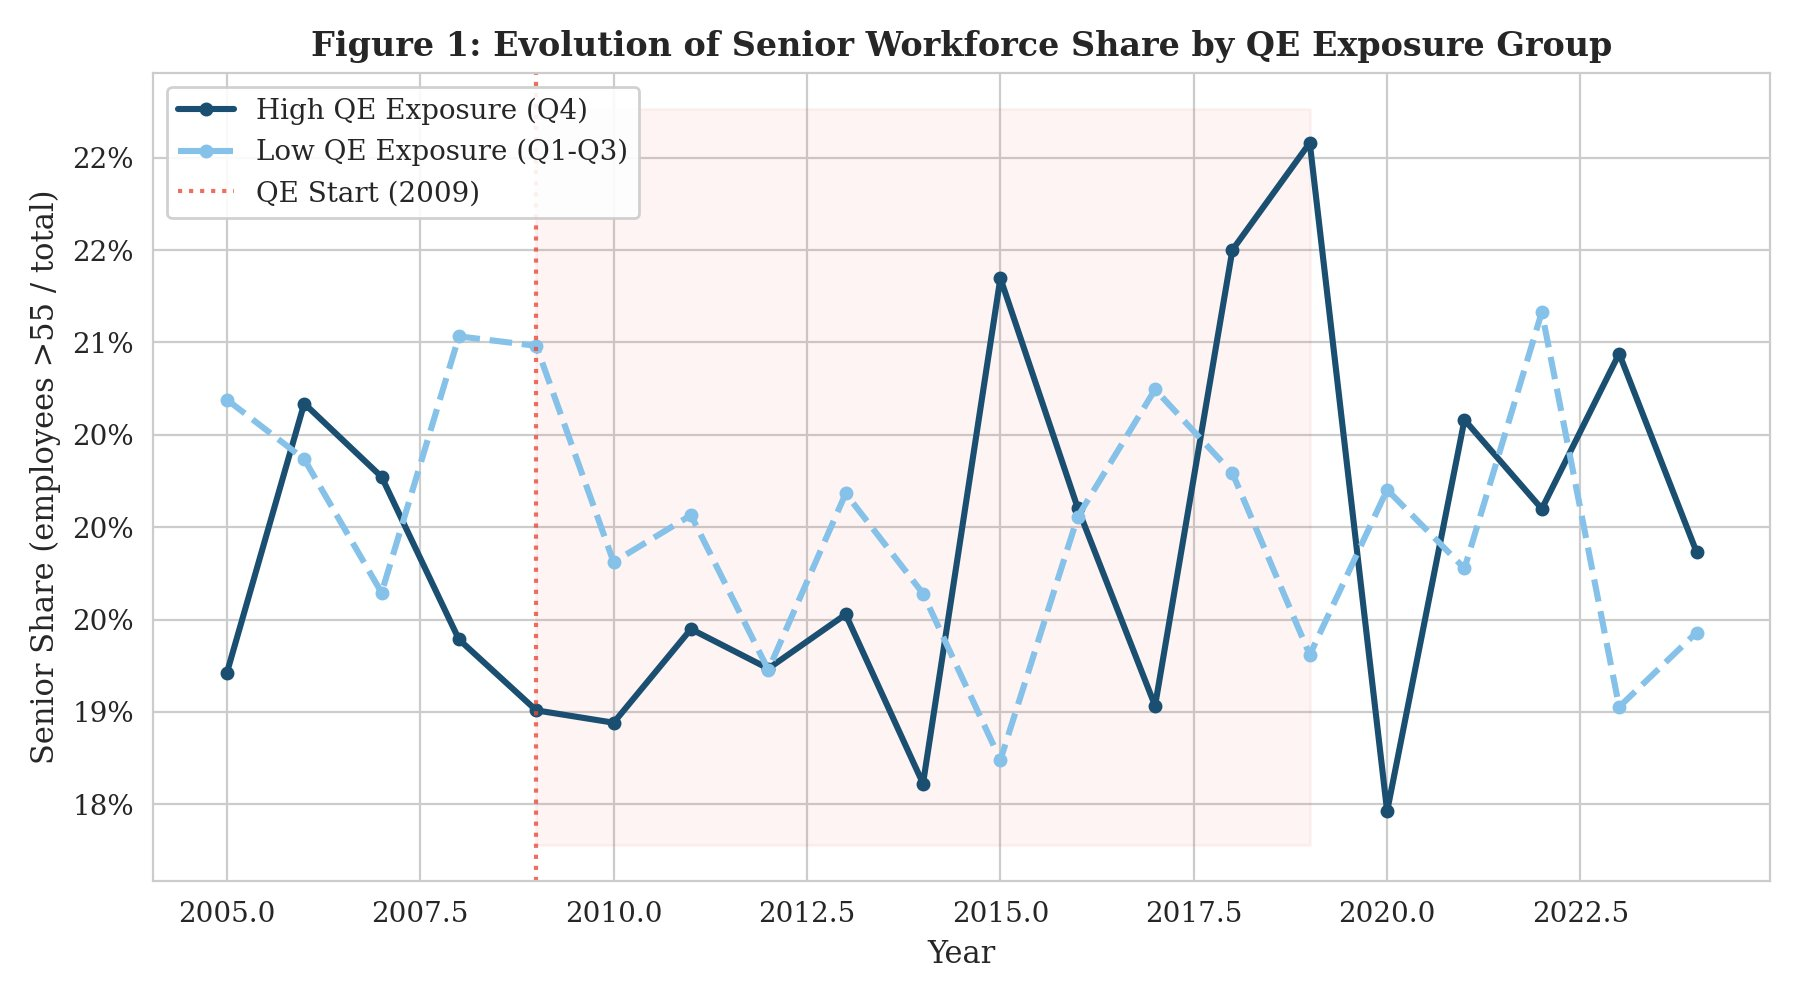 Figure 1: Evolution of Senior Workforce Share by QE Exposure Group
High QE Exposure (Q4)
Low QE Exposure (Q1-Q3)
QE Start (2009)
Senior Share (employees >55 / total)
22%
22%
21%
20%
20%
20%
19%
18%
2005.0 2007.5 2010.0 2012.5 2015.0 2017.5 2020.0 2022.5
Year